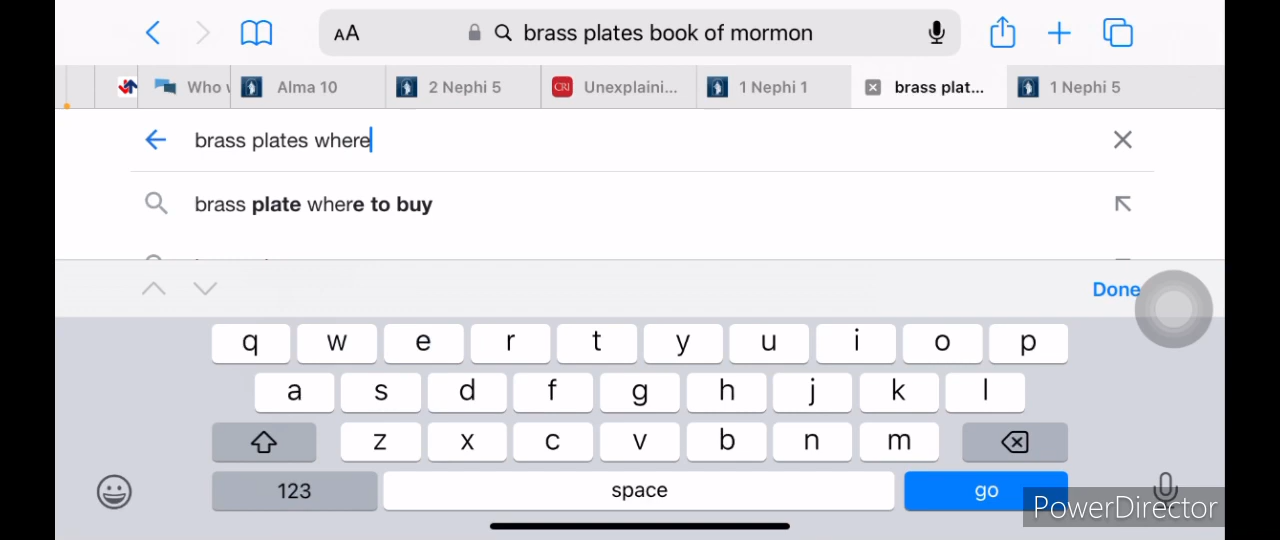 AA brass plates book of mormon
Who Alma 10 2 Nephi 5 CRI Unexplaini... 1 Nephi 1 brass plat... 1 Nephi 5
brass plates where
brass plate where to buy
Done
q w e r t y u i o p
a s d f g h j k l
z x c v b n m
123 space go
PowerDirector